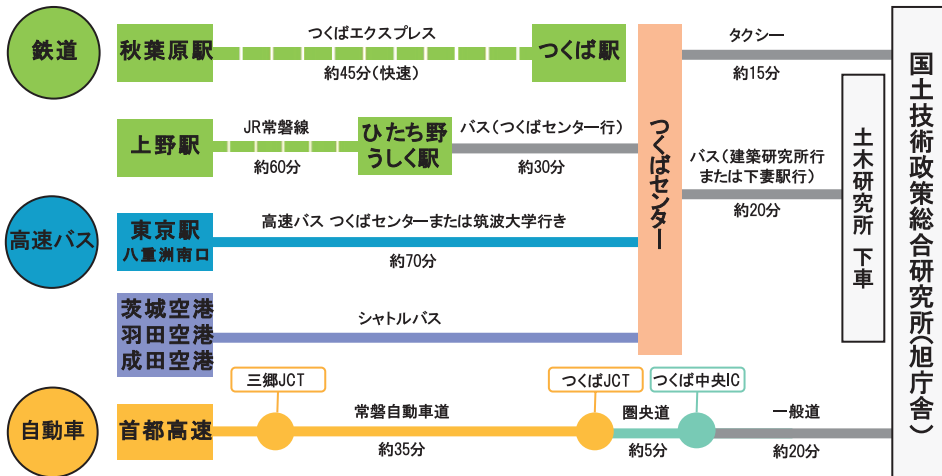 鉄道
秋葉原駅
つくばエクスプレス
約45分(快速)
つくば駅
タクシー
約15分
上野駅
JR常磐線
約60分
ひたち野
うしく駅
バス(つくばセンター行)
約30分
つくばセンター
バス(建築研究所行
または下妻駅行)
約20分
土木研究所 下車
国土技術政策総合研究所(旭庁舎)
高速バス
東京駅
八重洲南口
高速バス つくばセンターまたは筑波大学行き
約70分
茨城空港
羽田空港
成田空港
シャトルバス
自動車
首都高速
三郷JCT
常磐自動車道
約35分
つくばJCT
圏央道
約5分
つくば中央IC
一般道
約20分